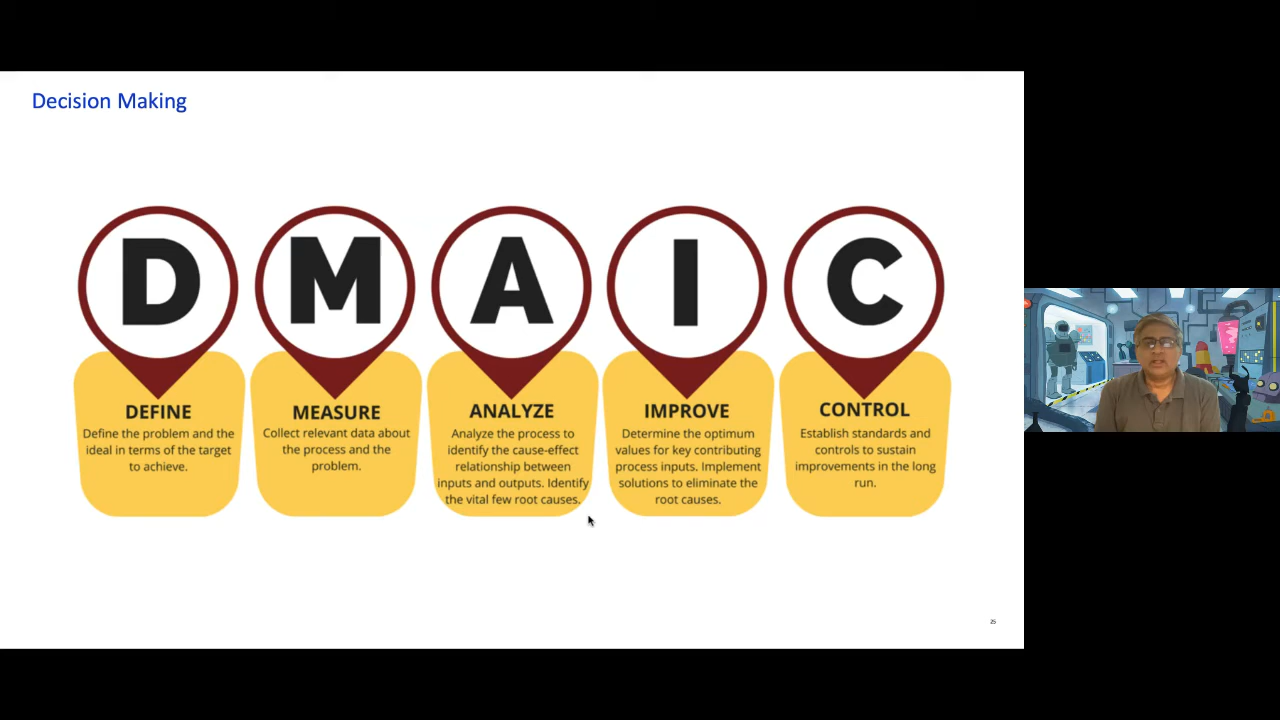 Decision Making
D M A I C
DEFINE
Define the problem and the
ideal in terms of the target
to achieve.
MEASURE
Collect relevant data about
the process and the
problem.
ANALYZE
Analyze the process to
identify the cause-effect
relationship between
inputs and outputs. Identify
the vital few root causes.
IMPROVE
Determine the optimum
values for key contributing
process inputs. Implement
solutions to eliminate the
root causes.
CONTROL
Establish standards and
controls to sustain
improvements in the long
run.
25